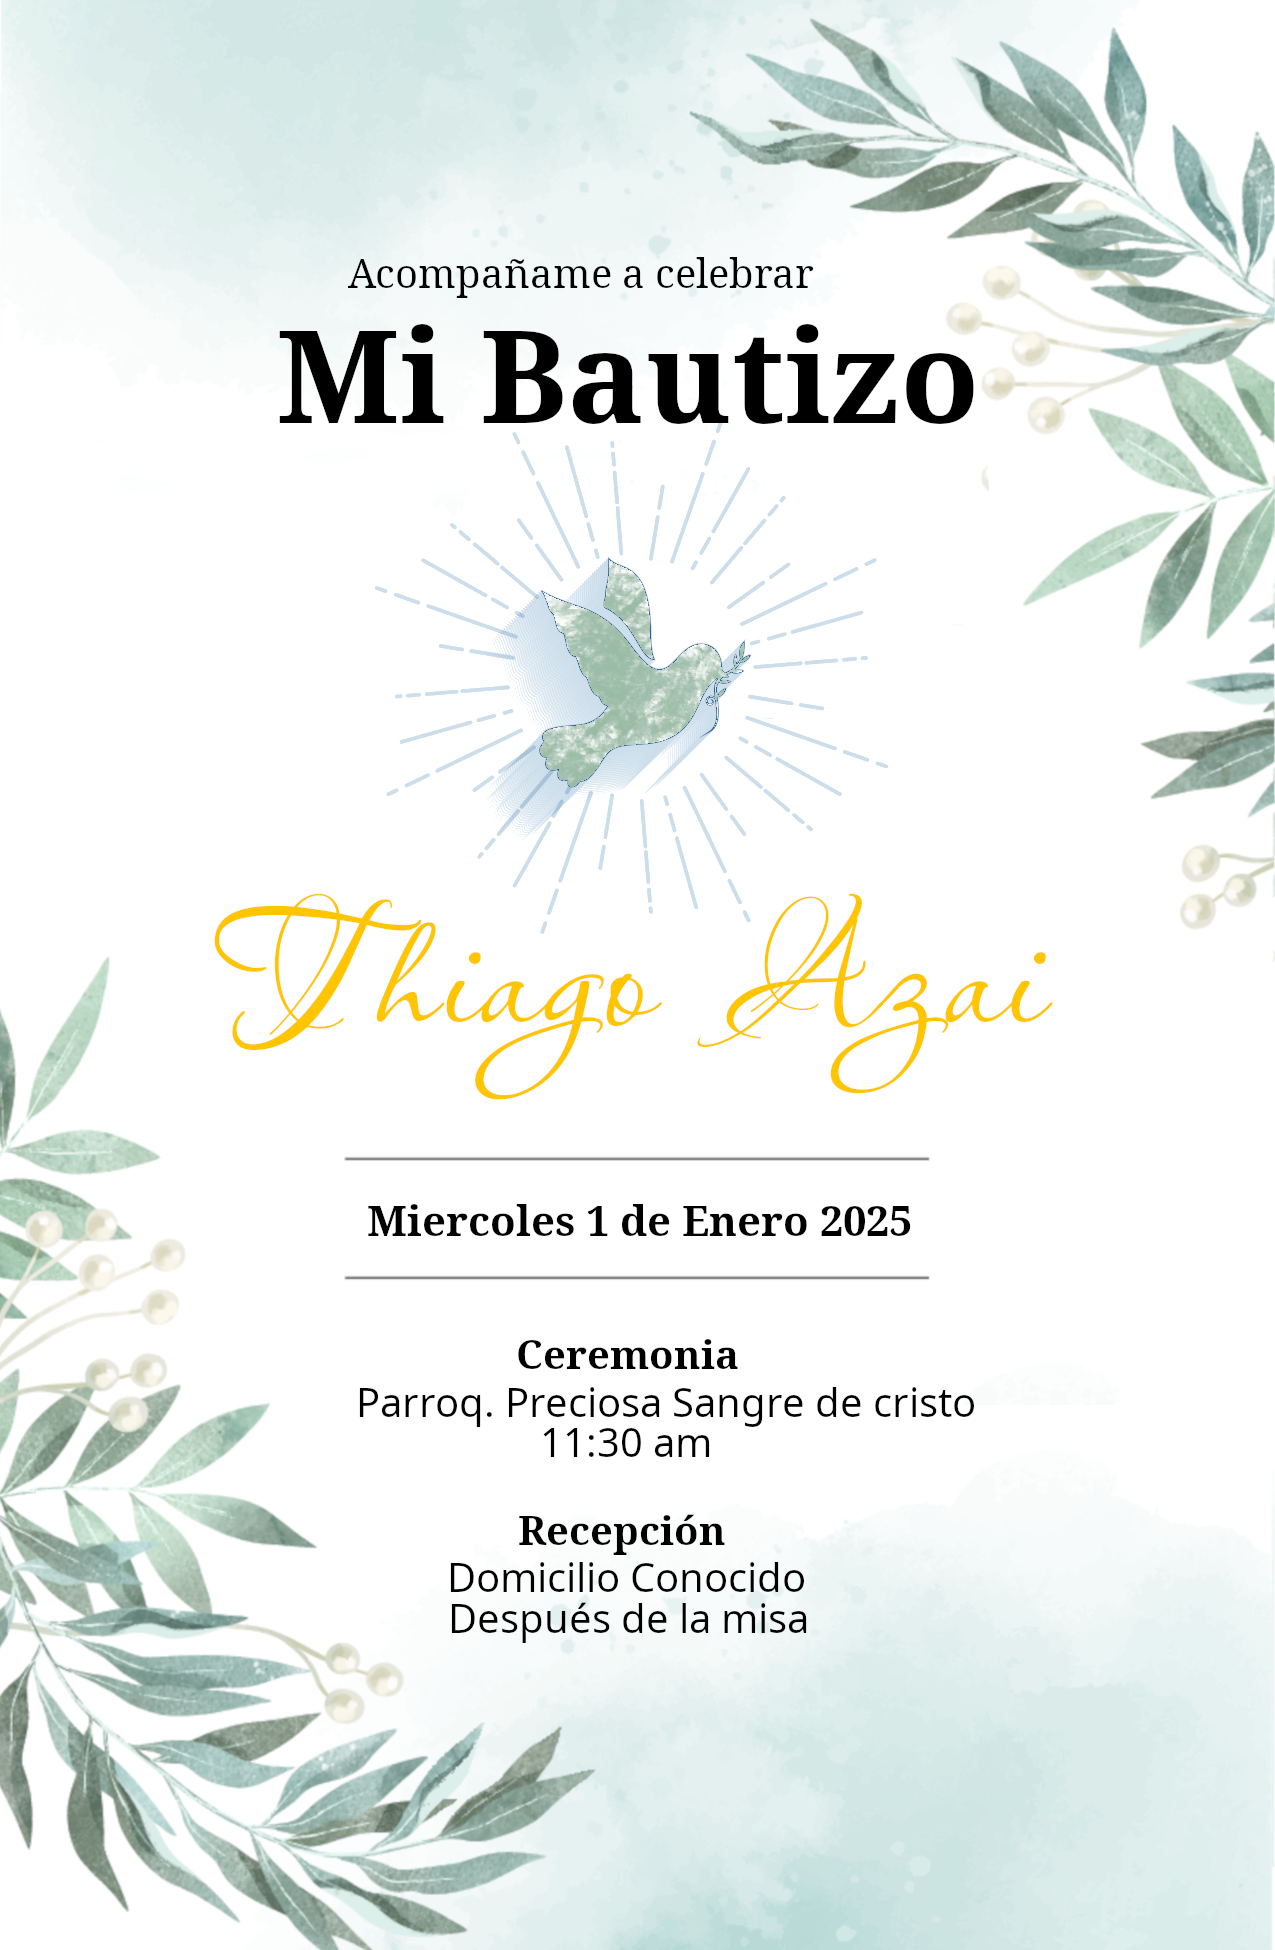 Acompañame a celebrar
Mi Bautizo
Thiago Azai
Miercoles 1 de Enero 2025
Ceremonia
Parroq. Preciosa Sangre de cristo
11:30 am
Recepción
Domicilio Conocido
Después de la misa